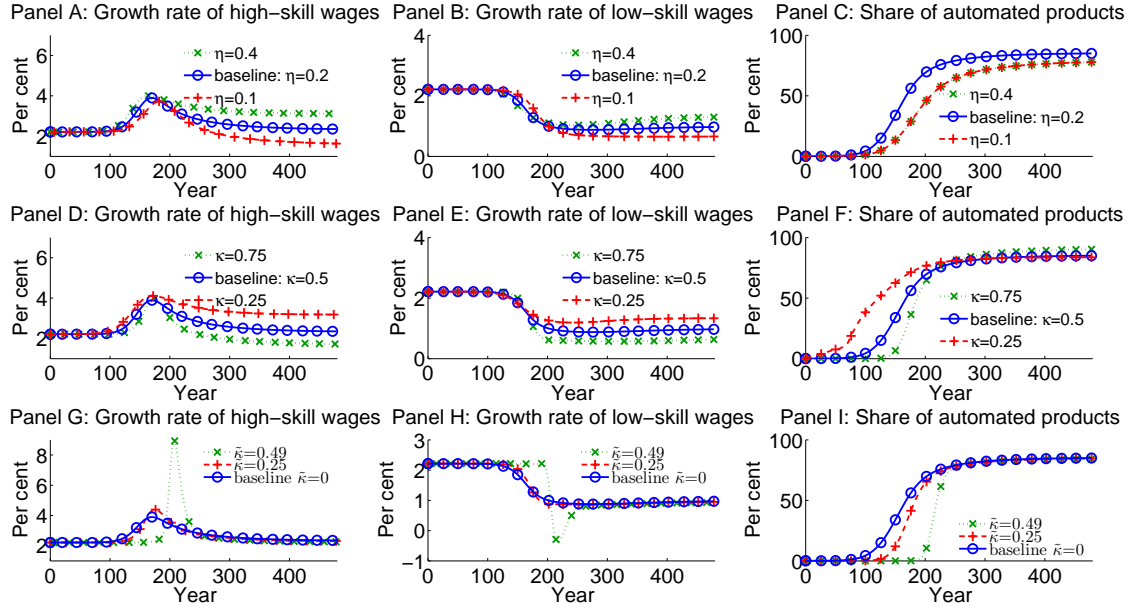 Panel A: Growth rate of high−skill wages
Per cent
6
4
2
η=0.4
baseline: η=0.2
η=0.1
0 100 200 300 400
Year
Panel B: Growth rate of low−skill wages
Per cent
4
2
0
η=0.4
baseline: η=0.2
η=0.1
0 100 200 300 400
Year
Panel C: Share of automated products
Per cent
100
50
0
η=0.4
baseline: η=0.2
η=0.1
0 100 200 300 400
Year
Panel D: Growth rate of high−skill wages
Per cent
6
4
2
κ=0.75
baseline: κ=0.5
κ=0.25
0 100 200 300 400
Year
Panel E: Growth rate of low−skill wages
Per cent
4
2
0
κ=0.75
baseline: κ=0.5
κ=0.25
0 100 200 300 400
Year
Panel F: Share of automated products
Per cent
100
50
0
κ=0.75
baseline: κ=0.5
κ=0.25
0 100 200 300 400
Year
Panel G: Growth rate of high−skill wages
Per cent
8
6
4
2
κ̃=0.49
κ̃=0.25
baseline κ̃=0
0 100 200 300 400
Year
Panel H: Growth rate of low−skill wages
Per cent
3
2
1
0
−1
κ̃=0.49
κ̃=0.25
baseline κ̃=0
0 100 200 300 400
Year
Panel I: Share of automated products
Per cent
100
50
0
κ̃=0.49
κ̃=0.25
baseline κ̃=0
0 100 200 300 400
Year